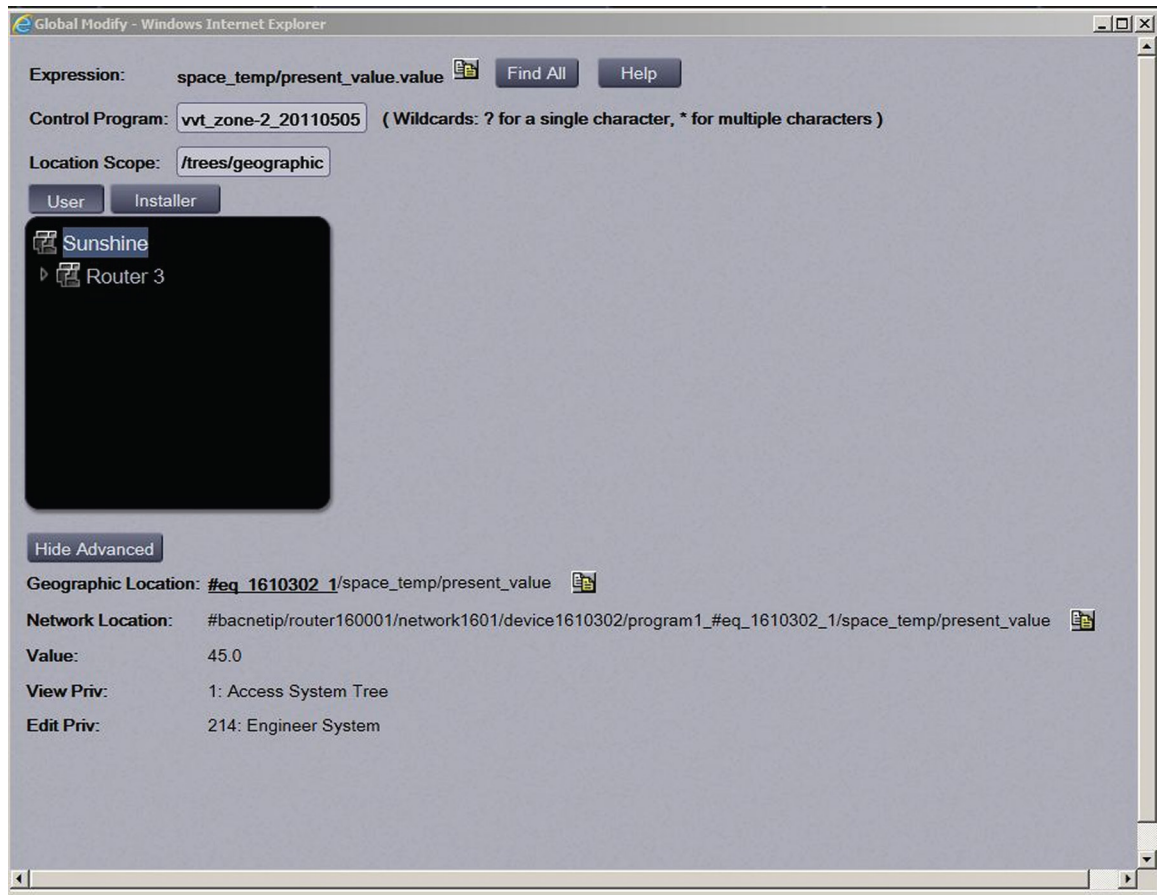 Global Modify - Windows Internet Explorer
Expression: space_temp/present_value.value Find All Help
Control Program: vvt_zone-2_20110505 ( Wildcards: ? for a single character, * for multiple characters )
Location Scope: /trees/geographic
User Installer
Sunshine
Router 3
Hide Advanced
Geographic Location: #eq_1610302_1/space_temp/present_value
Network Location: #bacnetip/router160001/network1601/device1610302/program1_#eq_1610302_1/space_temp/present_value
Value: 45.0
View Priv: 1: Access System Tree
Edit Priv: 214: Engineer System